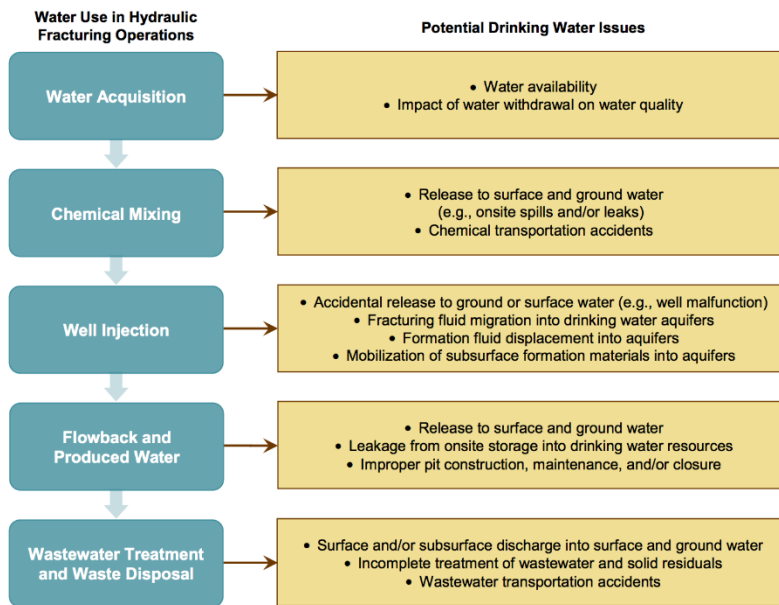 Water Use in Hydraulic
Fracturing Operations
Potential Drinking Water Issues
Water Acquisition
• Water availability
• Impact of water withdrawal on water quality
Chemical Mixing
• Release to surface and ground water
(e.g., onsite spills and/or leaks)
• Chemical transportation accidents
Well Injection
• Accidental release to ground or surface water (e.g., well malfunction)
• Fracturing fluid migration into drinking water aquifers
• Formation fluid displacement into aquifers
• Mobilization of subsurface formation materials into aquifers
Flowback and
Produced Water
• Release to surface and ground water
• Leakage from onsite storage into drinking water resources
• Improper pit construction, maintenance, and/or closure
Wastewater Treatment
and Waste Disposal
• Surface and/or subsurface discharge into surface and ground water
• Incomplete treatment of wastewater and solid residuals
• Wastewater transportation accidents